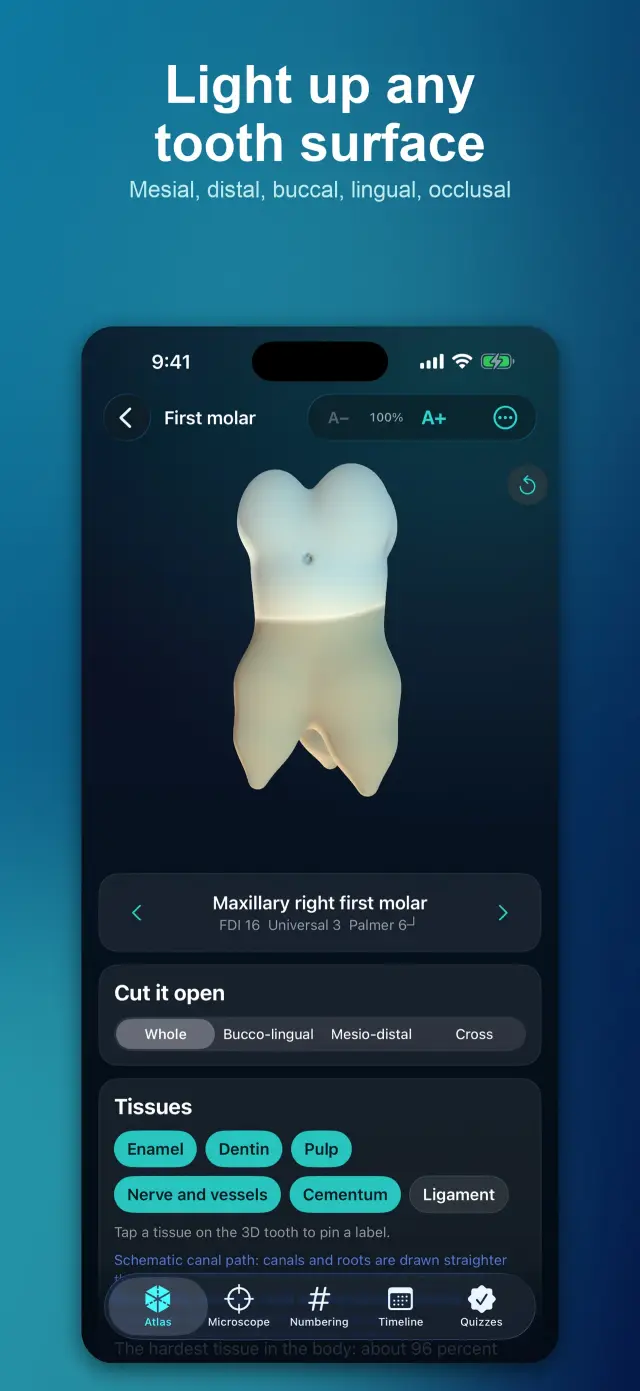 Light up any
tooth surface
Mesial, distal, buccal, lingual, occlusal
9:41
First molar
A− 100% A+
Maxillary right first molar
FDI 16 Universal 3 Palmer 6┘
Cut it open
Whole Bucco-lingual Mesio-distal Cross
Tissues
Enamel Dentin Pulp
Nerve and vessels Cementum Ligament
Tap a tissue on the 3D tooth to pin a label.
Schematic canal path: canals and roots are drawn straighter
Atlas Microscope Numbering Timeline Quizzes
The hardest tissue in the body: about 96 percent